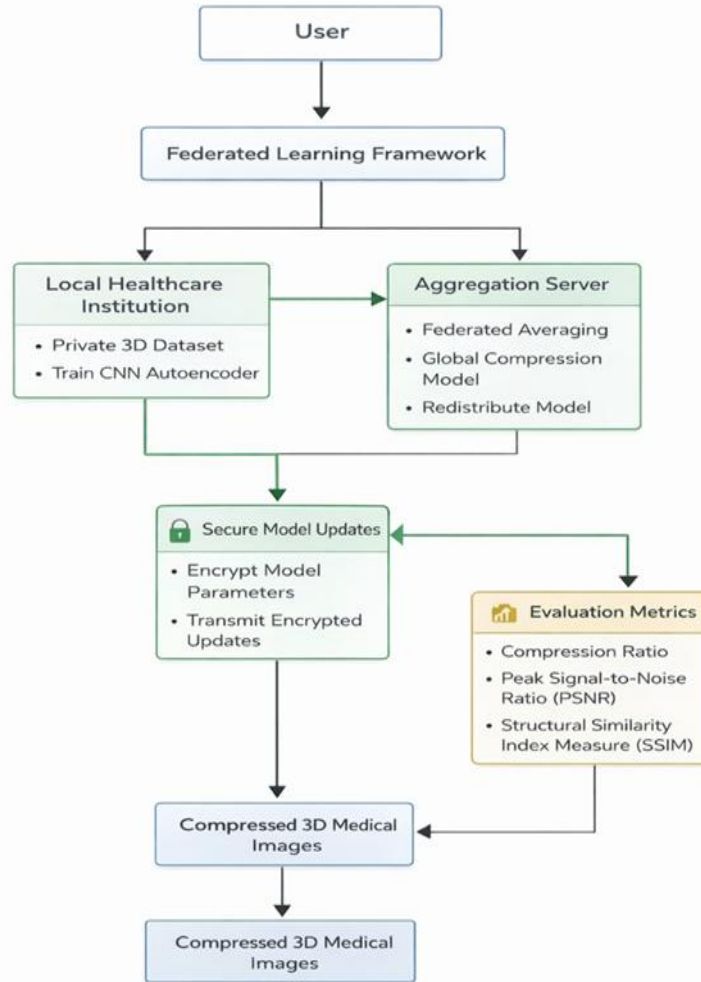 User
Federated Learning Framework
Local Healthcare
Institution
• Private 3D Dataset
• Train CNN Autoencoder
Aggregation Server
• Federated Averaging
• Global Compression
Model
• Redistribute Model
Secure Model Updates
• Encrypt Model
Parameters
• Transmit Encrypted
Updates
Evaluation Metrics
• Compression Ratio
• Peak Signal-to-Noise
Ratio (PSNR)
• Structural Similarity
Index Measure (SSIM)
Compressed 3D Medical
Images
Compressed 3D Medical
Images